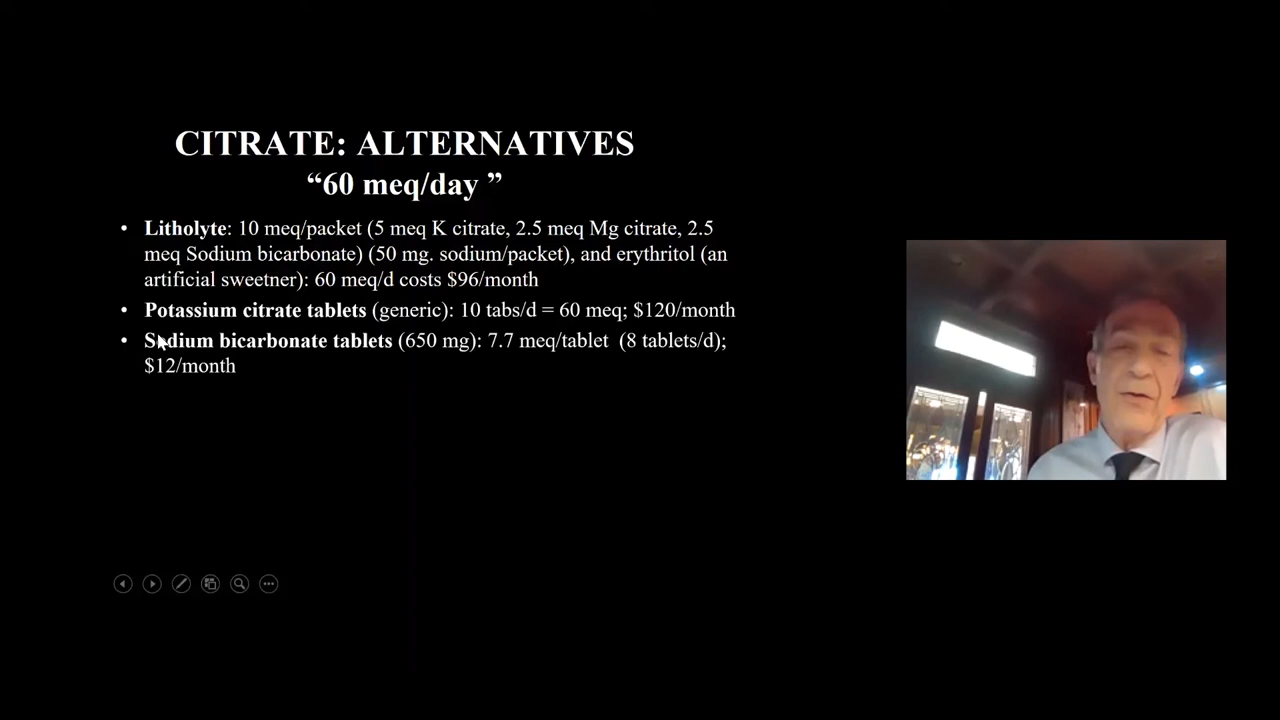 CITRATE: ALTERNATIVES
“60 meq/day ”
• Litholyte: 10 meq/packet (5 meq K citrate, 2.5 meq Mg citrate, 2.5
meq Sodium bicarbonate) (50 mg. sodium/packet), and erythritol (an
artificial sweetner): 60 meq/d costs $96/month
• Potassium citrate tablets (generic): 10 tabs/d = 60 meq; $120/month
• Sodium bicarbonate tablets (650 mg): 7.7 meq/tablet (8 tablets/d);
$12/month